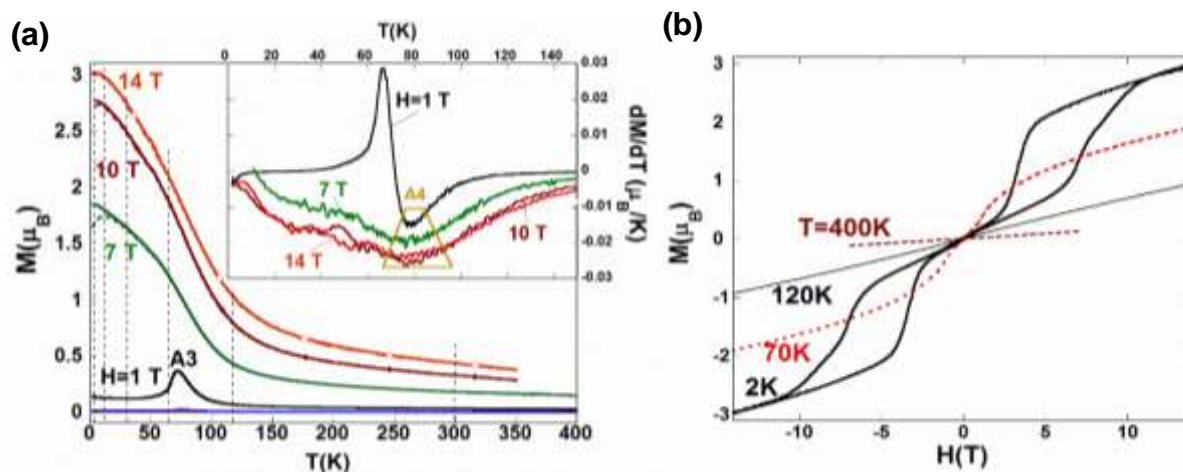 (a)
T(K)
0 20 40 60 80 100 120 140
0.03
0.02
0.01
0
-0.01
-0.02
-0.03
dM/dT (μB/K)
H=1 T
7 T
A4
10 T
14 T
3
2.5
2
1.5
1
0.5
0
M(μB)
14 T
10 T
7 T
H=1 T
A3
0 50 100 150 200 250 300 350 400
T(K)
(b)
3
2
1
0
-1
-2
-3
M(μB)
T=400K
120K
70K
2K
-10 -5 0 5 10
H(T)